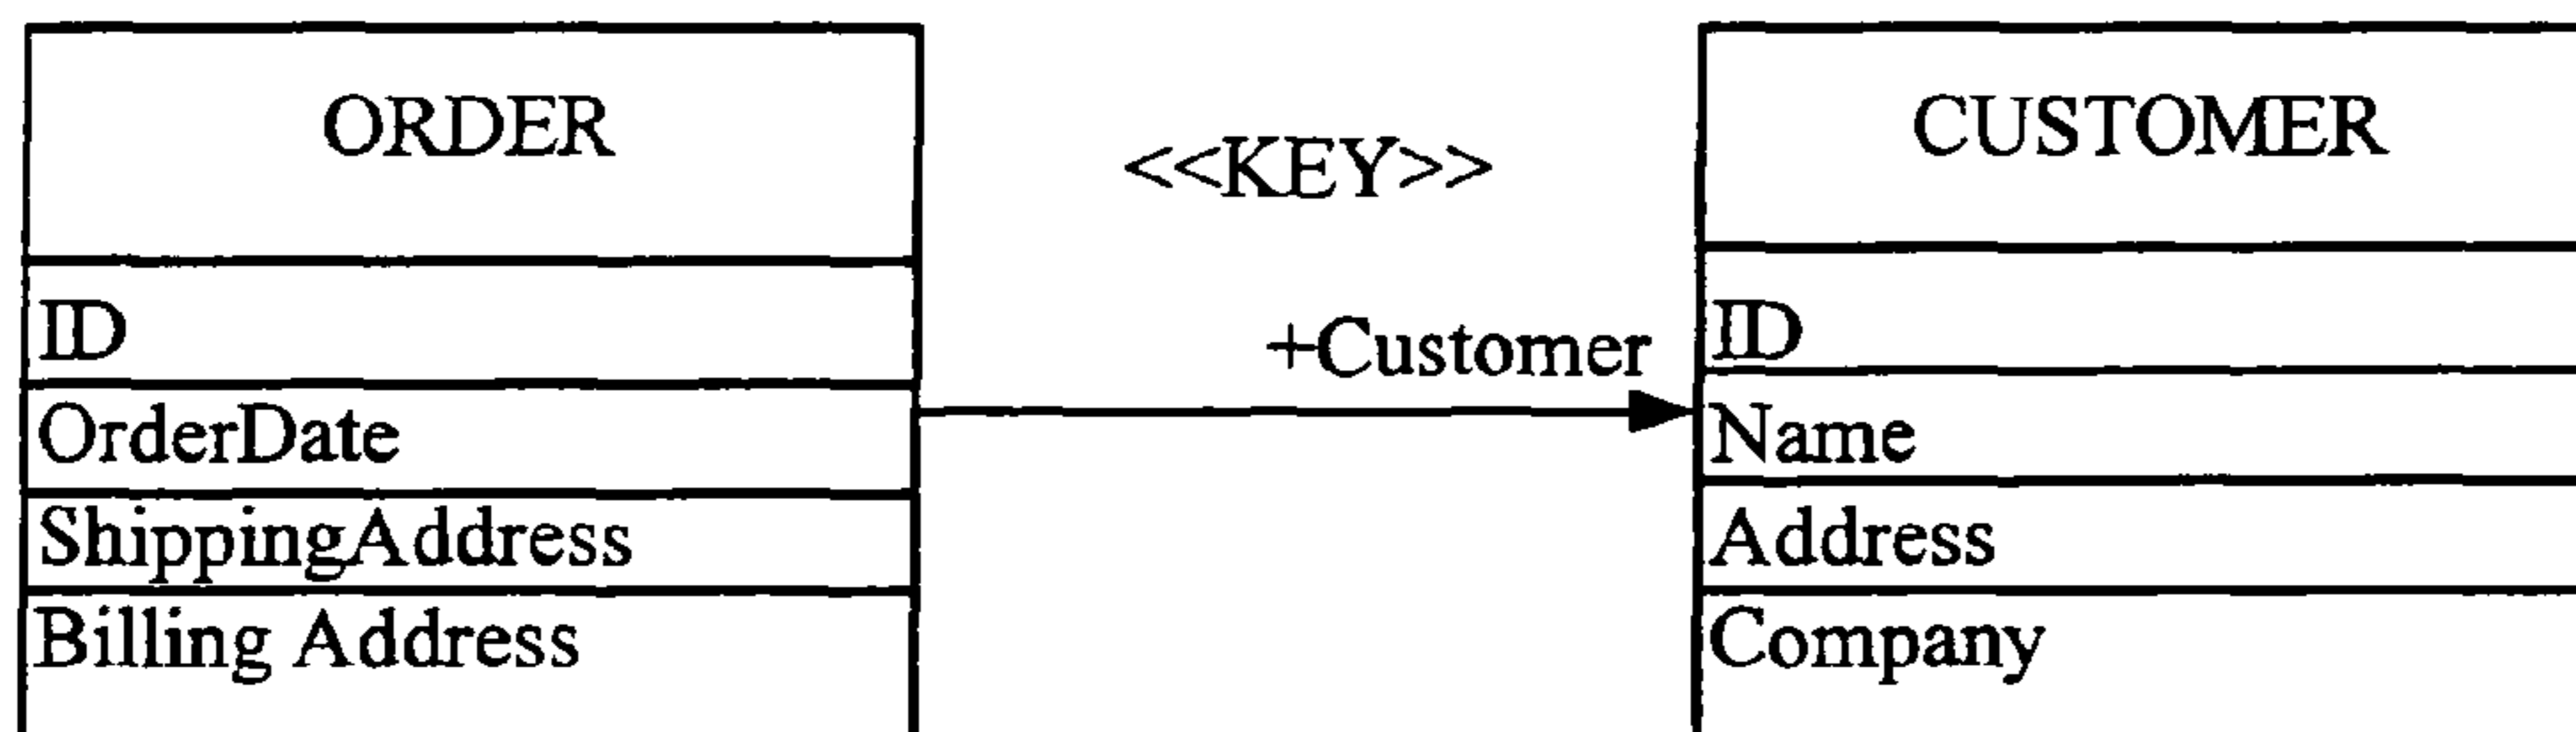 ORDER
ID
OrderDate
ShippingAddress
Billing Address
<<KEY>>
+Customer
CUSTOMER
ID
Name
Address
Company